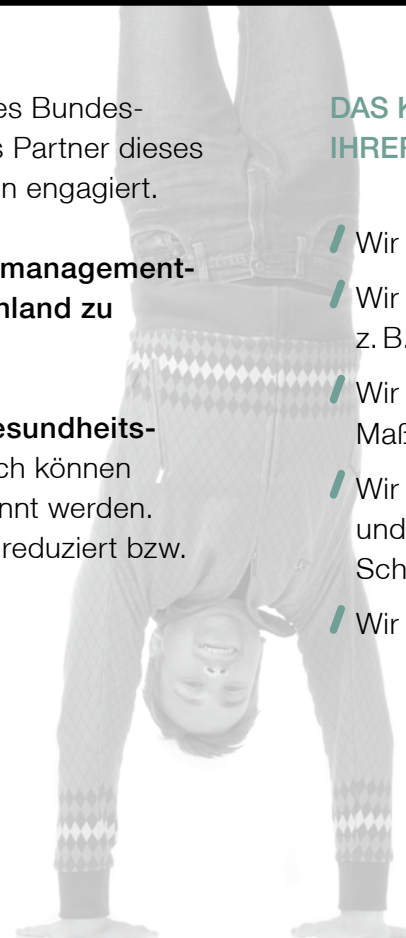 es Bundes-
s Partner dieses
n engagiert.
management-
nland zu
esundheits-
ch können
nnt werden.
reduziert bzw.
DAS K
IHRER
Wir
Wir
z. B.
Wir
Maß
Wir
und
Sch
Wir